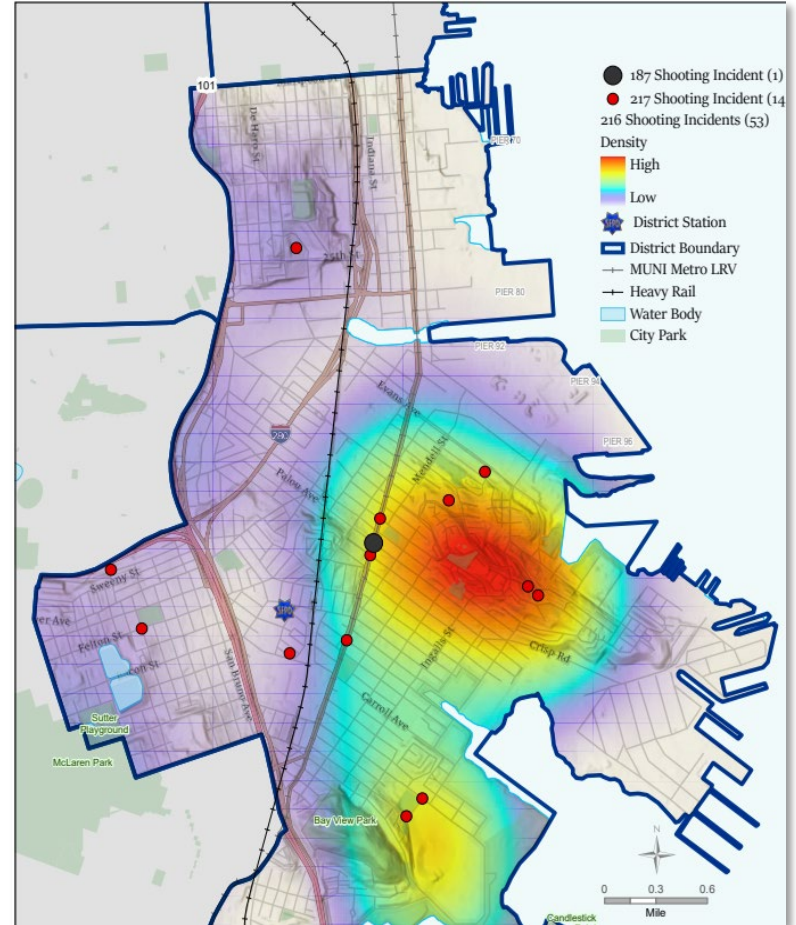 187 Shooting Incident (1)
217 Shooting Incident (14
216 Shooting Incidents (53)
Density
High
Low
District Station
District Boundary
MUNI Metro LRV
Heavy Rail
Water Body
City Park
101
De Haro St
Indiana St
PIER 70
25th St
PIER 80
PIER 92
PIER 94
PIER 96
Evans Ave
280
Mendell St
Palou Ave
Sweeny St
er Ave
Felton St
San Bruno Ave
Ingalls St
Crisp Rd
Carroll Ave
Sutter
Playground
McLaren Park
Bay View Park
N
0 0.3 0.6
Mile
Candlestick